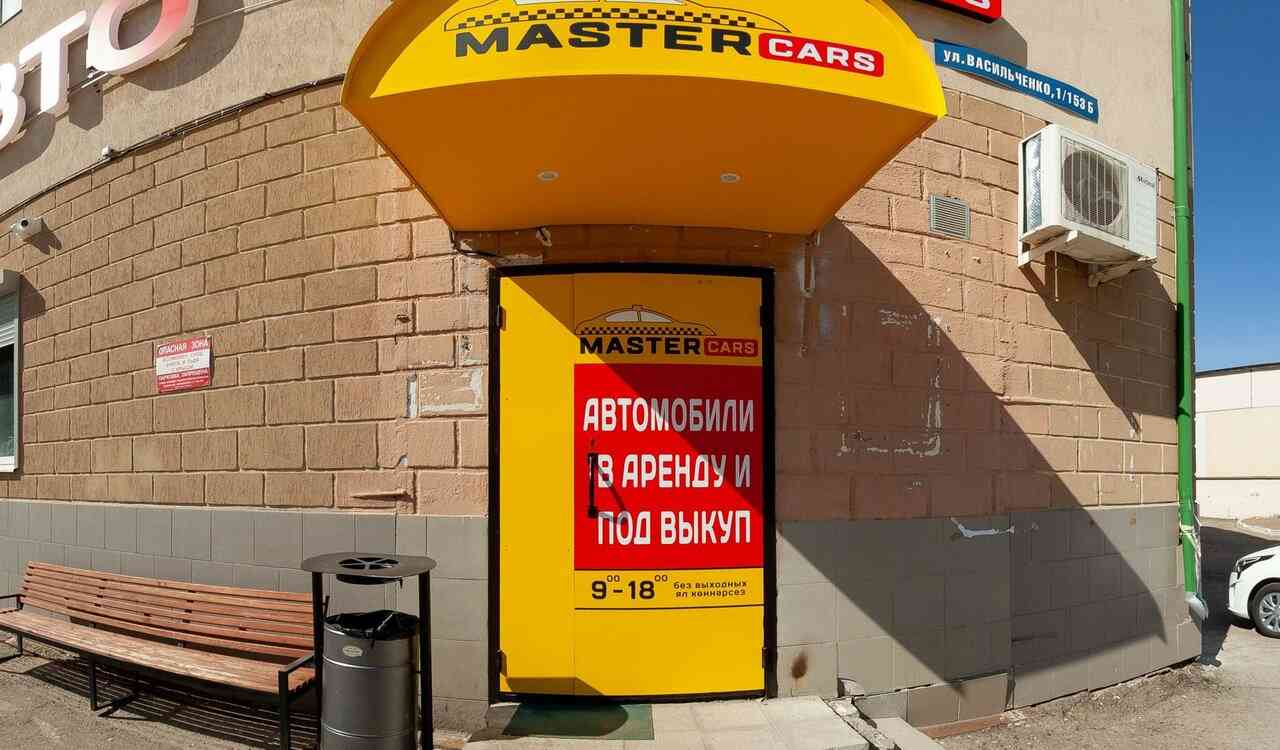 ВТО
MASTER CARS
ул. ВАСИЛЬЧЕНКО, 1/153 Б
ОПАСНАЯ ЗОНА
MASTER CARS
АВТОМОБИЛИ
В АРЕНДУ И
ПОД ВЫКУП
9⁰⁰ - 18⁰⁰ без выходных
ял көннәрсез